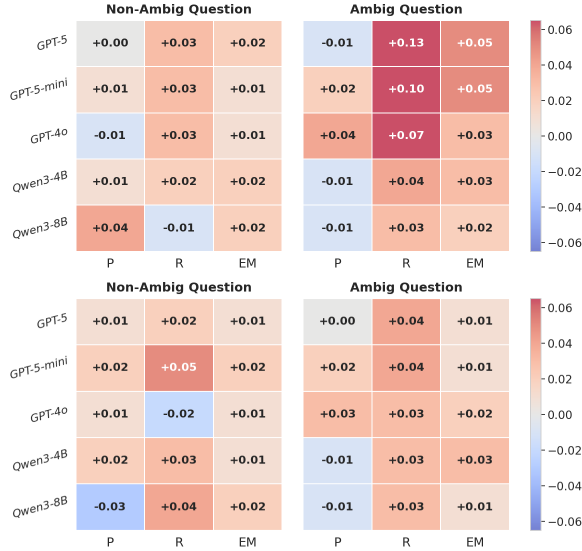 Non-Ambig Question Ambig Question
GPT-5 +0.00 +0.03 +0.02 -0.01 +0.13 +0.05
GPT-5-mini +0.01 +0.03 +0.01 +0.02 +0.10 +0.05
GPT-4o -0.01 +0.03 +0.01 +0.04 +0.07 +0.03
Qwen3-4B +0.01 +0.02 +0.02 -0.01 +0.04 +0.03
Qwen3-8B +0.04 -0.01 +0.02 -0.01 +0.03 +0.02
P R EM P R EM
0.06
0.04
0.02
0.00
−0.02
−0.04
−0.06
Non-Ambig Question Ambig Question
GPT-5 +0.01 +0.02 +0.01 +0.00 +0.04 +0.01
GPT-5-mini +0.02 +0.05 +0.02 +0.02 +0.04 +0.01
GPT-4o +0.01 -0.02 +0.01 +0.03 +0.03 +0.02
Qwen3-4B +0.02 +0.03 +0.01 -0.01 +0.03 +0.03
Qwen3-8B -0.03 +0.04 +0.02 -0.01 +0.03 +0.01
P R EM P R EM
0.06
0.04
0.02
0.00
−0.02
−0.04
−0.06